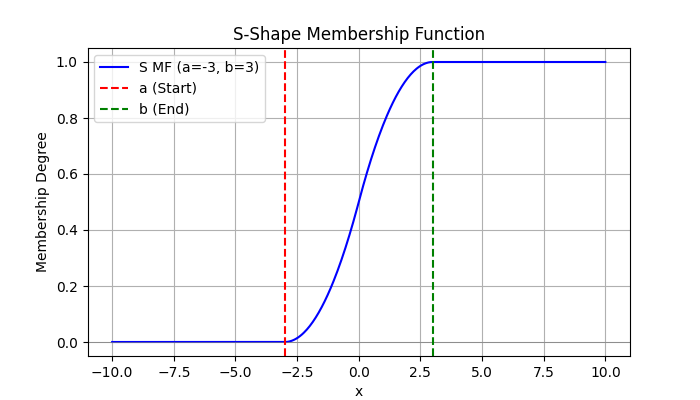 S-Shape Membership Function
S MF (a=-3, b=3)
a (Start)
b (End)
Membership Degree
1.0
0.8
0.6
0.4
0.2
0.0
−10.0 −7.5 −5.0 −2.5 0.0 2.5 5.0 7.5 10.0
x